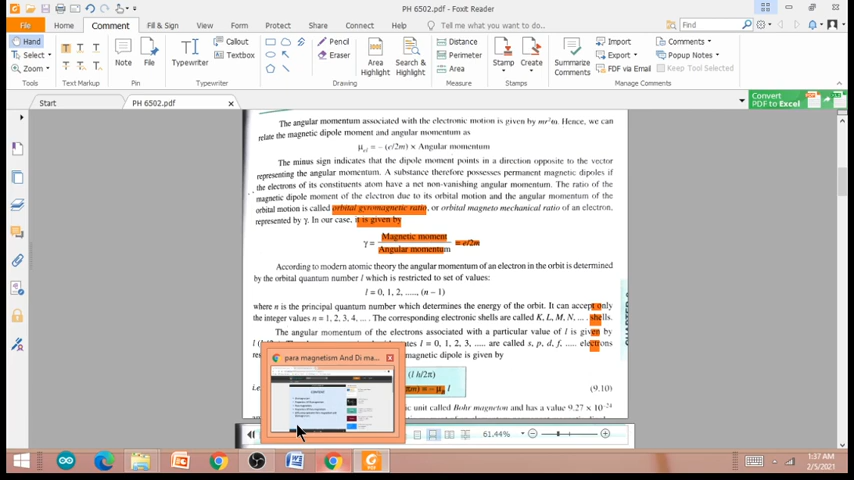 PH 6502.pdf - Foxit Reader
File Home Comment Fill & Sign View Form Protect Share Connect Help Tell me what you want to do... Find
Hand Select Zoom
Note File
Typewriter Callout Textbox
Pencil Eraser
Area Highlight Search & Highlight
Distance Perimeter Area
Stamp Create
Summarize Comments Import Export FDF via Email
Comments Popup Notes Keep Tool Selected
Tools Text Markup Pin Typewriter Drawing Measure Stamps Manage Comments
Start PH 6502.pdf
Convert PDF to Excel
The angular momentum associated with the electronic motion is given by mr²m. Hence, we can
relate the magnetic dipole moment and angular momentum as
μel = – (e/2m) × Angular momentum
The minus sign indicates that the dipole moment points in a direction opposite to the vector
representing the angular momentum. A substance therefore possesses permanent magnetic dipoles if
the electrons of its constituents atom have a net non-vanishing angular momentum. The ratio of the
magnetic dipole moment of the electron due to its orbital motion and the angular momentum of the
orbital motion is called orbital gyromagnetic ratio, or orbital magneto mechanical ratio of an electron,
represented by γ. In our case, it is given by
γ = Magnetic moment
Angular momentum = e/2m
According to modern atomic theory the angular momentum of an electron in the orbit is determined
by the orbital quantum number l which is restricted to set of values:
l = 0, 1, 2, ....., (n – 1)
where n is the principal quantum number which determines the energy of the orbit. It can accept only
the integer values n = 1, 2, 3, 4, ... . The corresponding electronic shells are called K, L, M, N, ... . shells.
The angular momentum of the electrons associated with a particular value of l is given by
l = 0, 1, 2, 3, ..... are called s, p, d, f, ..... electrons
magnetic dipole is given by
para magnetism And Di ma...
(l h/2π)
i.e. l (9.10)
unit called Bohr magneton and has a value 9.27 × 10⁻²⁴
61.44%
1:37 AM
2/5/2021